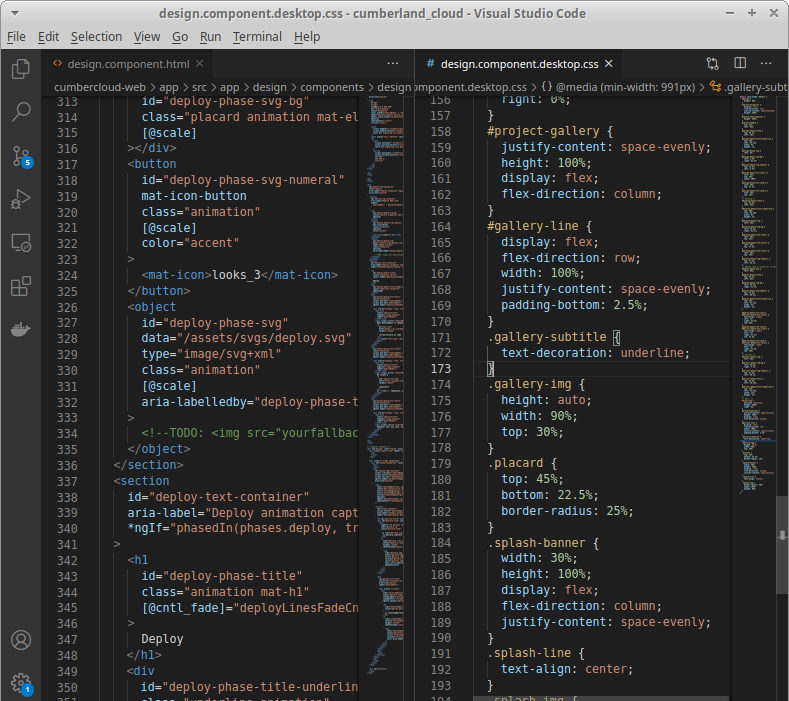 design.component.desktop.css - cumberland_cloud - Visual Studio Code
File Edit Selection View Go Run Terminal Help
<> design.component.html ×
cumbercloud-web > app > src > app > design > components > design
313 id="deploy-phase-svg-bg"
314 class="placard animation mat-el
315 [@scale]
316 ></div>
317 <button
318 id="deploy-phase-svg-numeral"
319 mat-icon-button
320 class="animation"
321 [@scale]
322 color="accent"
323 >
324 <mat-icon>looks_3</mat-icon>
325 </button>
326 <object
327 id="deploy-phase-svg"
328 data="/assets/svgs/deploy.svg"
329 type="image/svg+xml"
330 class="animation"
331 [@scale]
332 aria-labelledby="deploy-phase-t
333 >
334 <!--TODO: <img src="yourfallbac
335 </object>
336 </section>
337 <section
338 id="deploy-text-container"
339 aria-label="Deploy animation capt
340 *ngIf="phasedIn(phases.deploy, tr
341 >
342 <h1
343 id="deploy-phase-title"
344 class="animation mat-h1"
345 [@cntl_fade]="deployLinesFadeCn
346 >
347 Deploy
348 </h1>
349 <div
350 id="deploy-phase-title-underlin
351 class="underline animation"
# design.component.desktop.css ×
omponent.desktop.css > {} @media (min-width: 991px) > .gallery-subt
156 right: 0%;
157 }
158 #project-gallery {
159 justify-content: space-evenly;
160 height: 100%;
161 display: flex;
162 flex-direction: column;
163 }
164 #gallery-line {
165 display: flex;
166 flex-direction: row;
167 width: 100%;
168 justify-content: space-evenly;
169 padding-bottom: 2.5%;
170 }
171 .gallery-subtitle {
172 text-decoration: underline;
173 }
174 .gallery-img {
175 height: auto;
176 width: 90%;
177 top: 30%;
178 }
179 .placard {
180 top: 45%;
181 bottom: 22.5%;
182 border-radius: 25%;
183 }
184 .splash-banner {
185 width: 30%;
186 height: 100%;
187 display: flex;
188 flex-direction: column;
189 justify-content: space-evenly;
190 }
191 .splash-line {
192 text-align: center;
193 }
194 .splash-img {
5
1